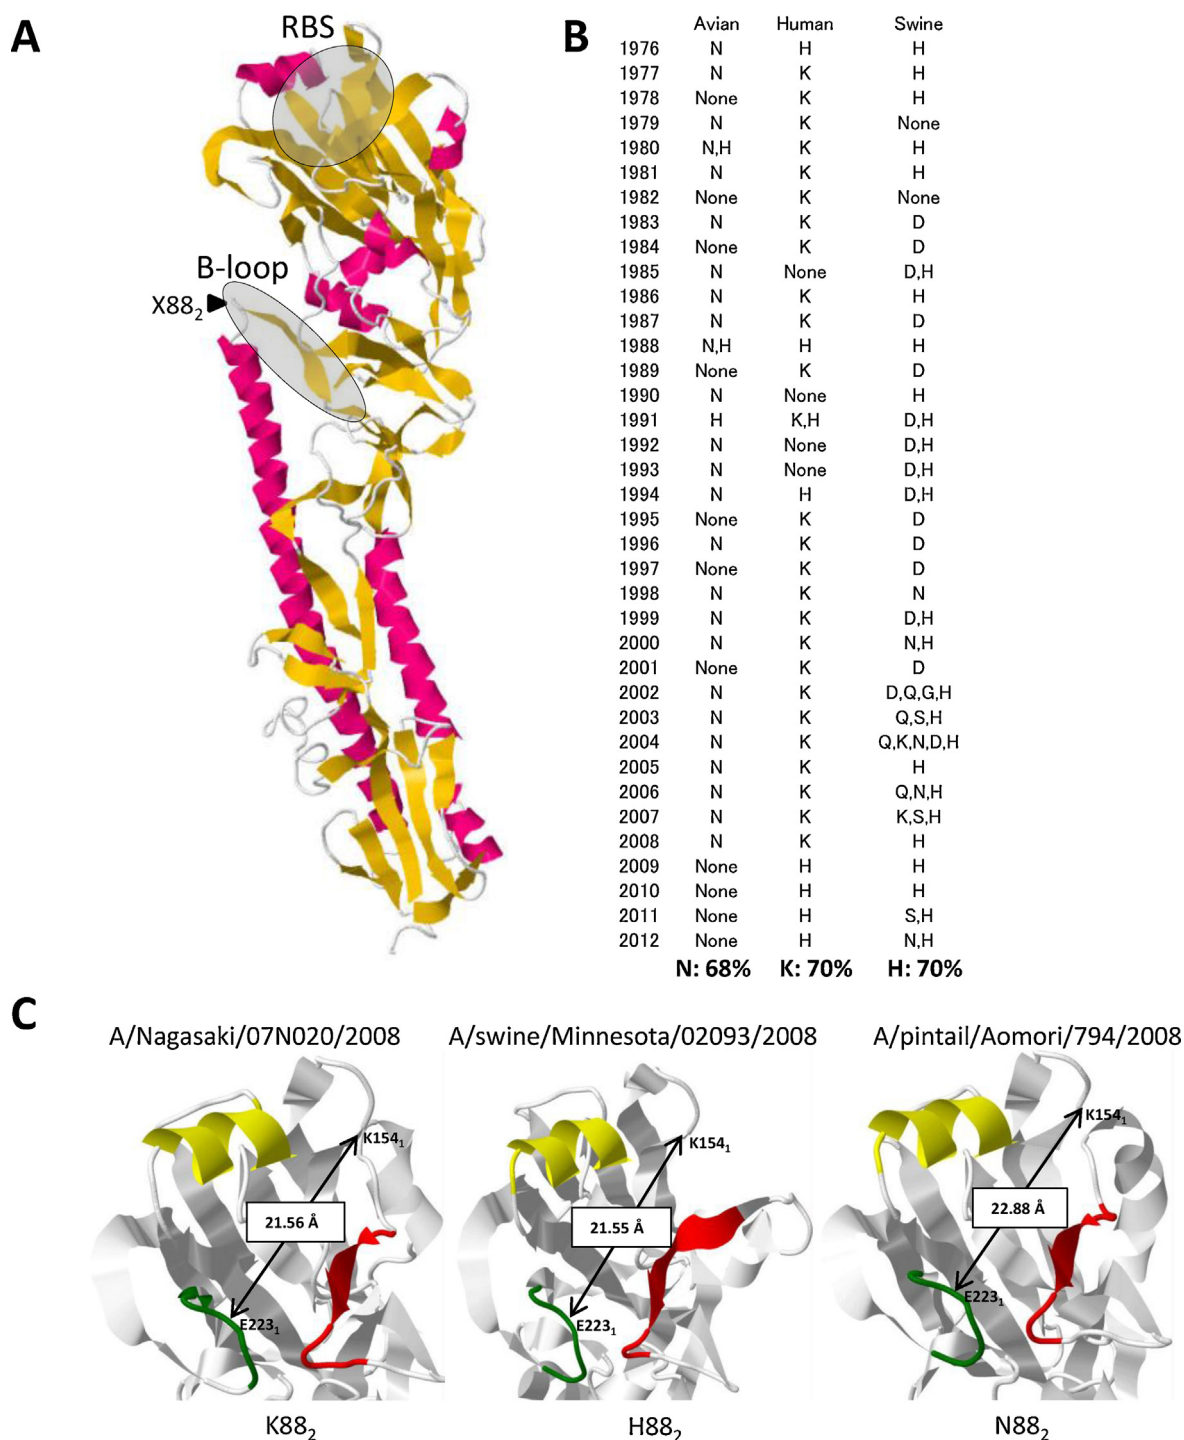 A
RBS
B-loop
X88₂
B
Avian Human Swine
1976 N H H
1977 N K H
1978 None K H
1979 N K None
1980 N,H K H
1981 N K H
1982 None K None
1983 N K D
1984 None K D
1985 N None D,H
1986 N K H
1987 N K D
1988 N,H H H
1989 None K D
1990 N None H
1991 H K,H D,H
1992 N None D,H
1993 N None D,H
1994 N H D,H
1995 None K D
1996 N K D
1997 None K D
1998 N K N
1999 N K D,H
2000 N K N,H
2001 None K D
2002 N K D,Q,G,H
2003 N K Q,S,H
2004 N K Q,K,N,D,H
2005 N K H
2006 N K Q,N,H
2007 N K K,S,H
2008 N K H
2009 None H H
2010 None H H
2011 None H S,H
2012 None H N,H
N: 68% K: 70% H: 70%
C
A/Nagasaki/07N020/2008 A/swine/Minnesota/02093/2008 A/pintail/Aomori/794/2008
K154₁ K154₁ K154₁
21.56 Å 21.55 Å 22.88 Å
E223₁ E223₁ E223₁
K88₂ H88₂ N88₂